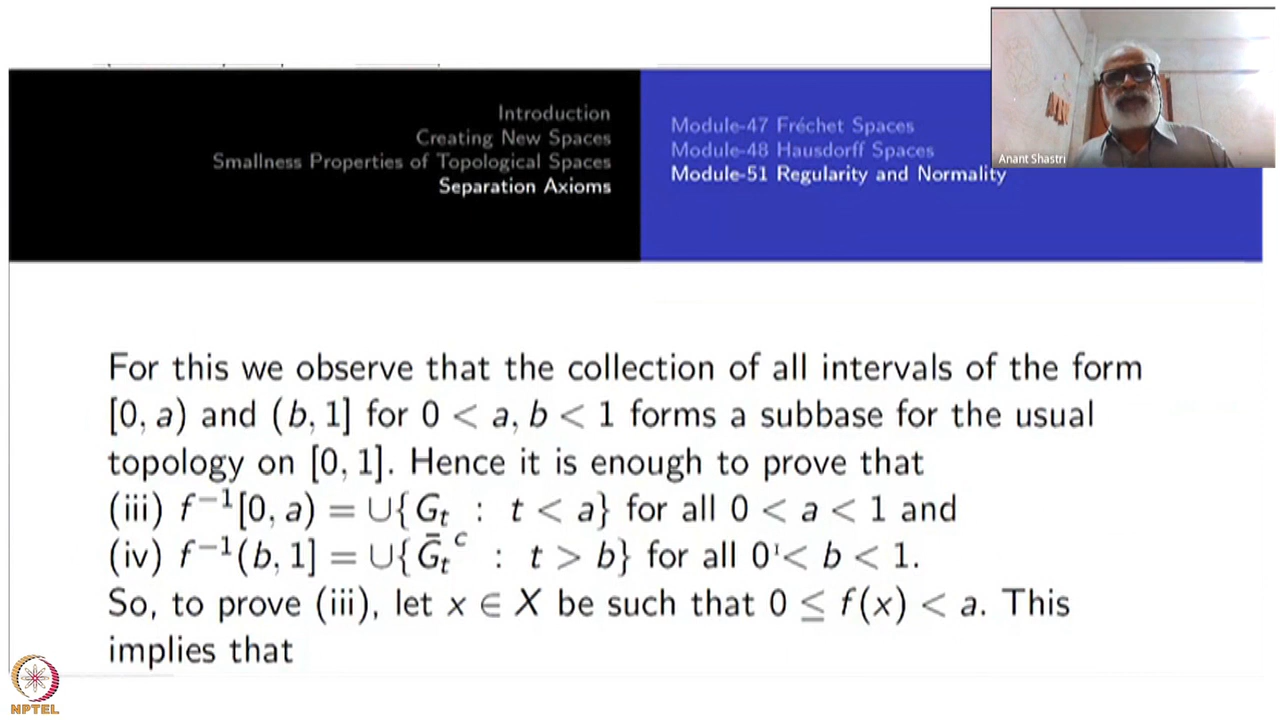 Introduction
Creating New Spaces
Smallness Properties of Topological Spaces
Separation Axioms
Module-47 Fréchet Spaces
Module-48 Hausdorff Spaces
Module-51 Regularity and Normality
Anant Shastri
For this we observe that the collection of all intervals of the form
[0, a) and (b, 1] for 0 < a, b < 1 forms a subbase for the usual
topology on [0, 1]. Hence it is enough to prove that
(iii) f⁻¹[0, a) = ∪{G_t : t < a} for all 0 < a < 1 and
(iv) f⁻¹(b, 1] = ∪{Ḡ_t^c : t > b} for all 0 < b < 1.
So, to prove (iii), let x ∈ X be such that 0 ≤ f(x) < a. This
implies that
NPTEL